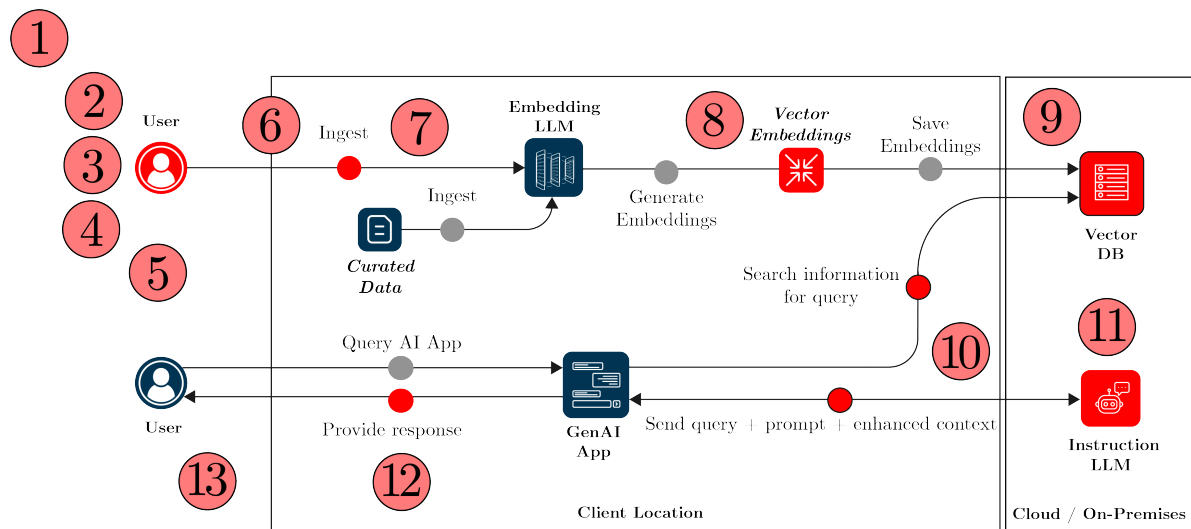 1
2
User
3
4
5
6
Ingest
7
Embedding
LLM
8
Vector
Embeddings
Save
Embeddings
9
Ingest
Generate
Embeddings
Curated
Data
Vector
DB
Search information
for query
Query AI App
10
11
User
Provide response
GenAI
App
Send query + prompt + enhanced context
Instruction
LLM
13
12
Client Location
Cloud / On-Premises